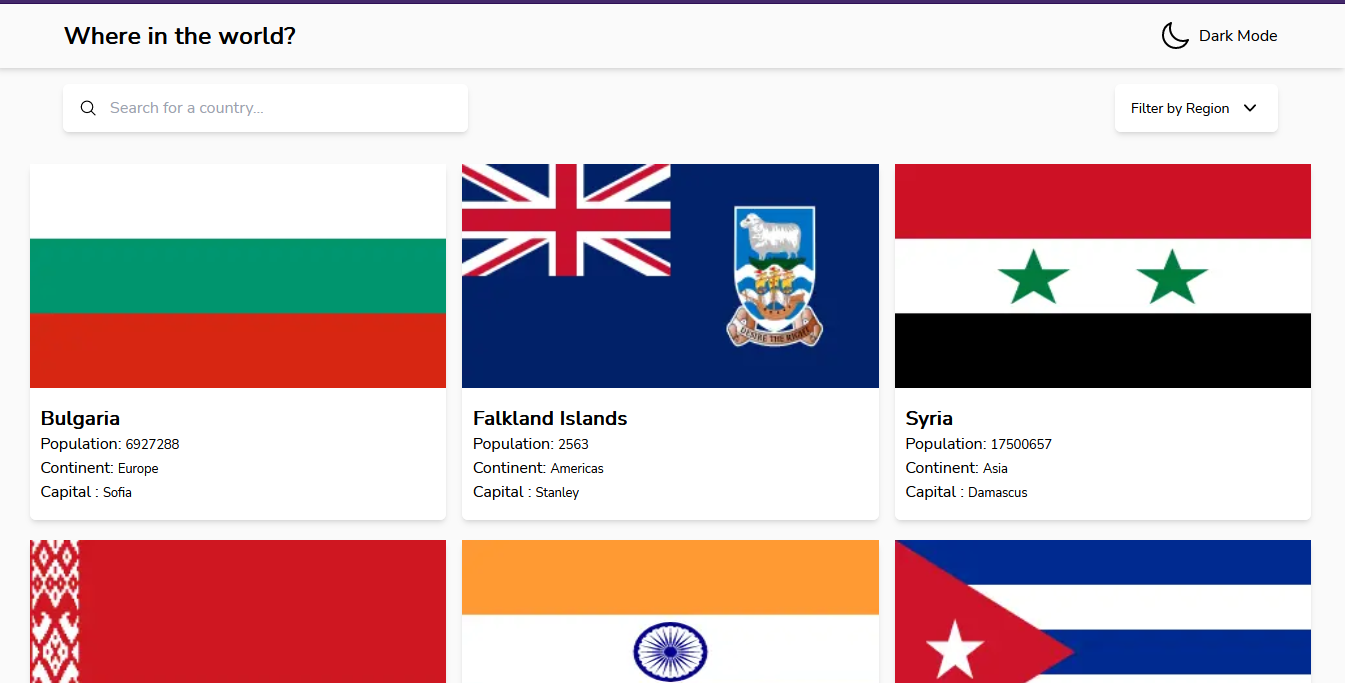 Where in the world?
Dark Mode
Search for a country...
Filter by Region
DESIRE THE RIGHT
Bulgaria
Population: 6927288
Continent: Europe
Capital : Sofia
Falkland Islands
Population: 2563
Continent: Americas
Capital : Stanley
Syria
Population: 17500657
Continent: Asia
Capital : Damascus